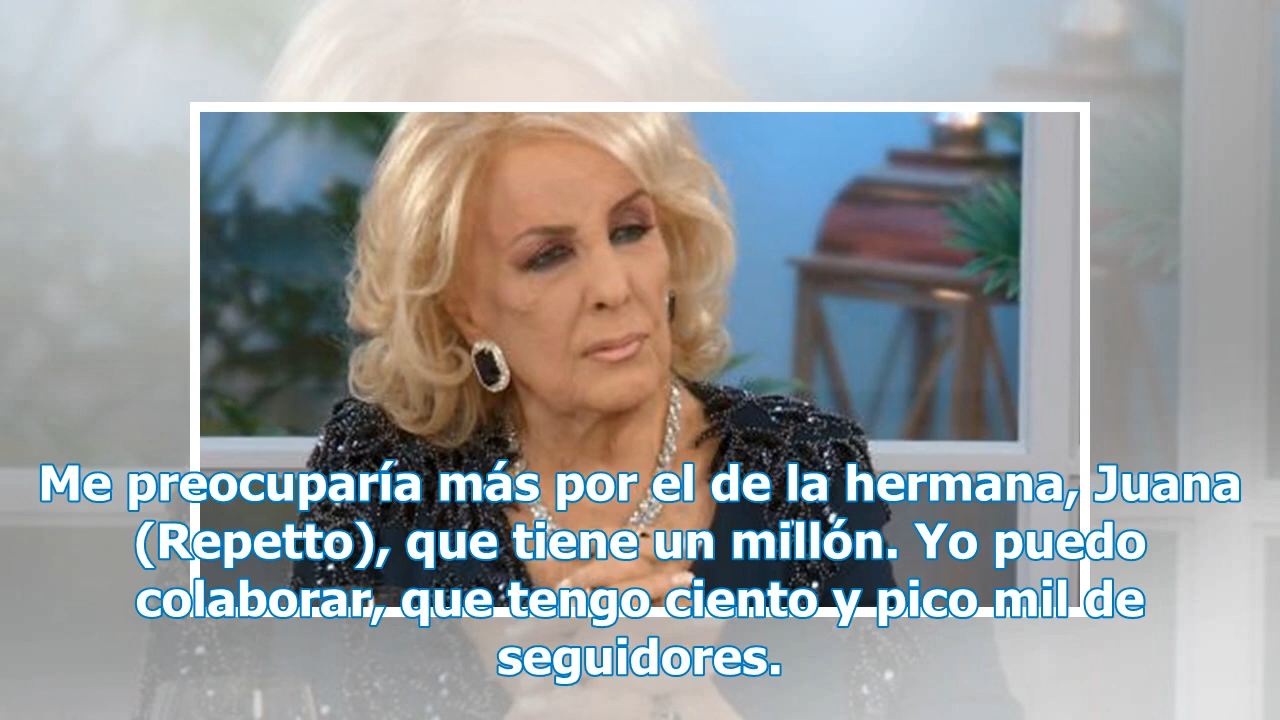 Me preocuparía más por el de la hermana, Juana
(Repetto), que tiene un millón. Yo puedo
colaborar, que tengo ciento y pico mil de
seguidores.